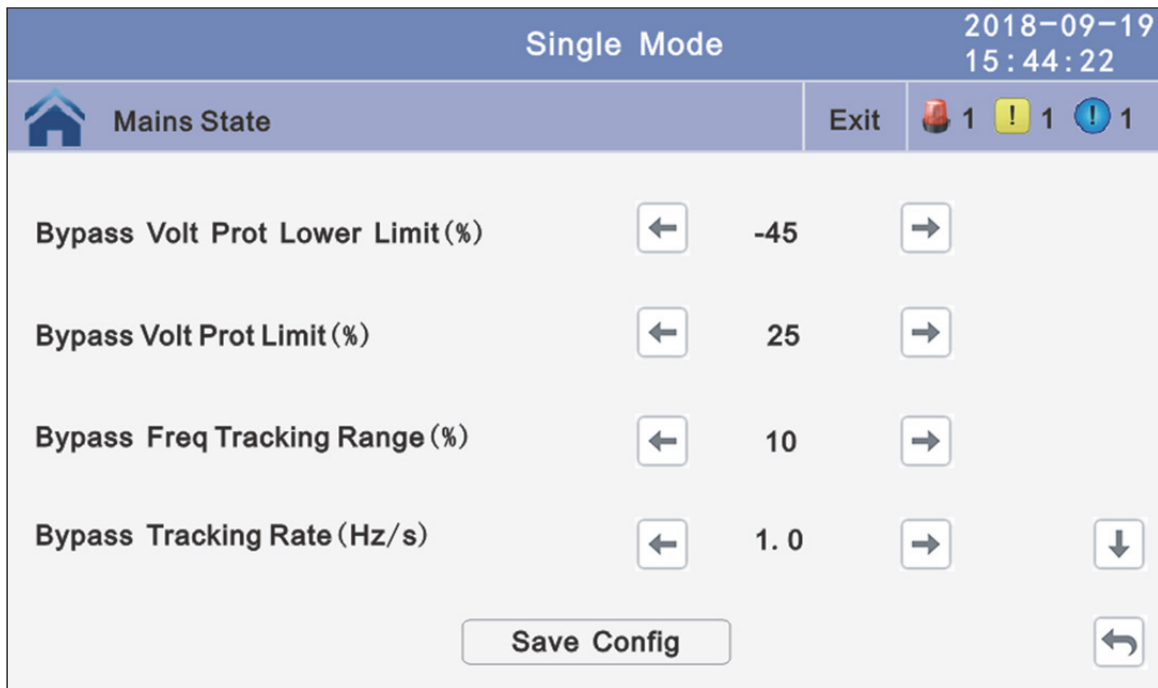 Single Mode
2018-09-19
15:44:22
Mains State
Exit
1
! 1
! 1
Bypass Volt Prot Lower Limit(%) -45
Bypass Volt Prot Limit(%) 25
Bypass Freq Tracking Range(%) 10
Bypass Tracking Rate(Hz/s) 1.0
Save Config